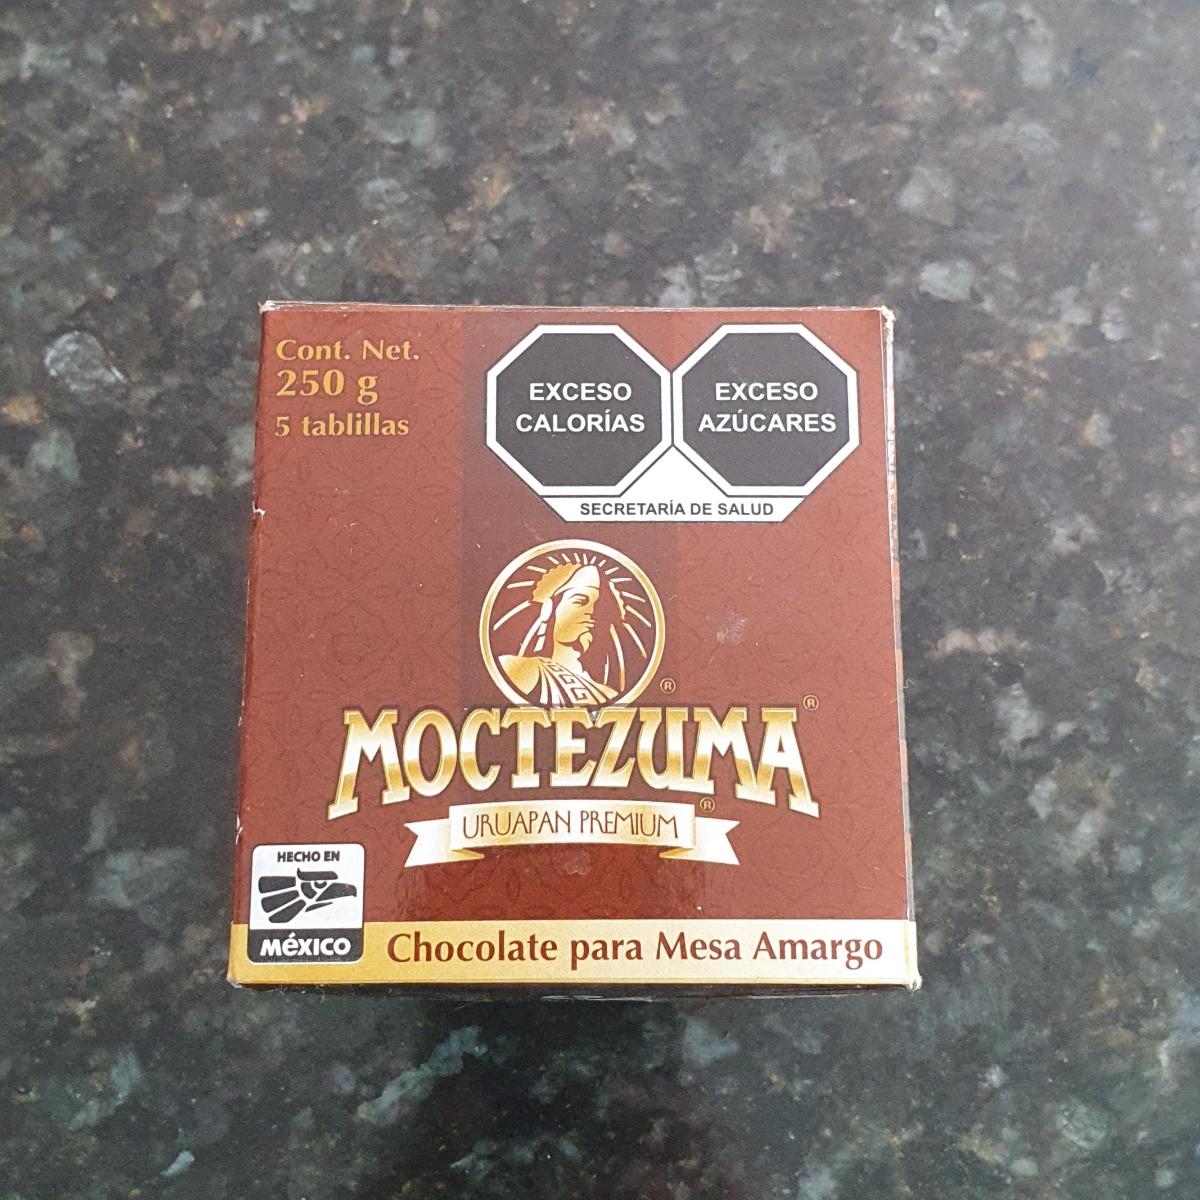 Cont. Net.
250 g
5 tablillas
EXCESO
CALORÍAS
EXCESO
AZÚCARES
SECRETARÍA DE SALUD
®
MOCTEZUMA®
URUAPAN PREMIUM®
HECHO EN
MéXICO
Chocolate para Mesa Amargo